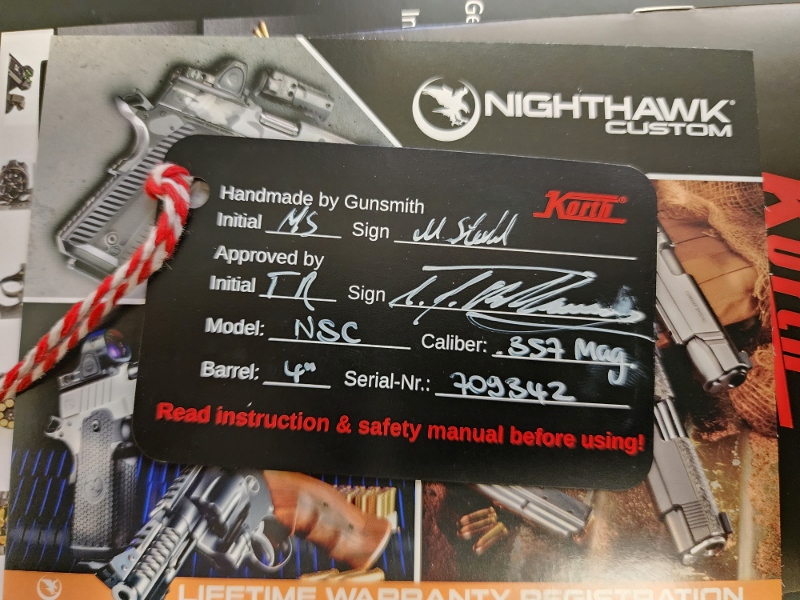 NIGHTHAWK
CUSTOM
Korth
Handmade by Gunsmith
Initial MS Sign M. Stahl
Approved by
Initial TR Sign
Model: NSC Caliber: .357 Mag
Barrel: 4" Serial-Nr.: 709342
Read instruction & safety manual before using!
Korth
LIFETIME WARRANTY REGISTRATION